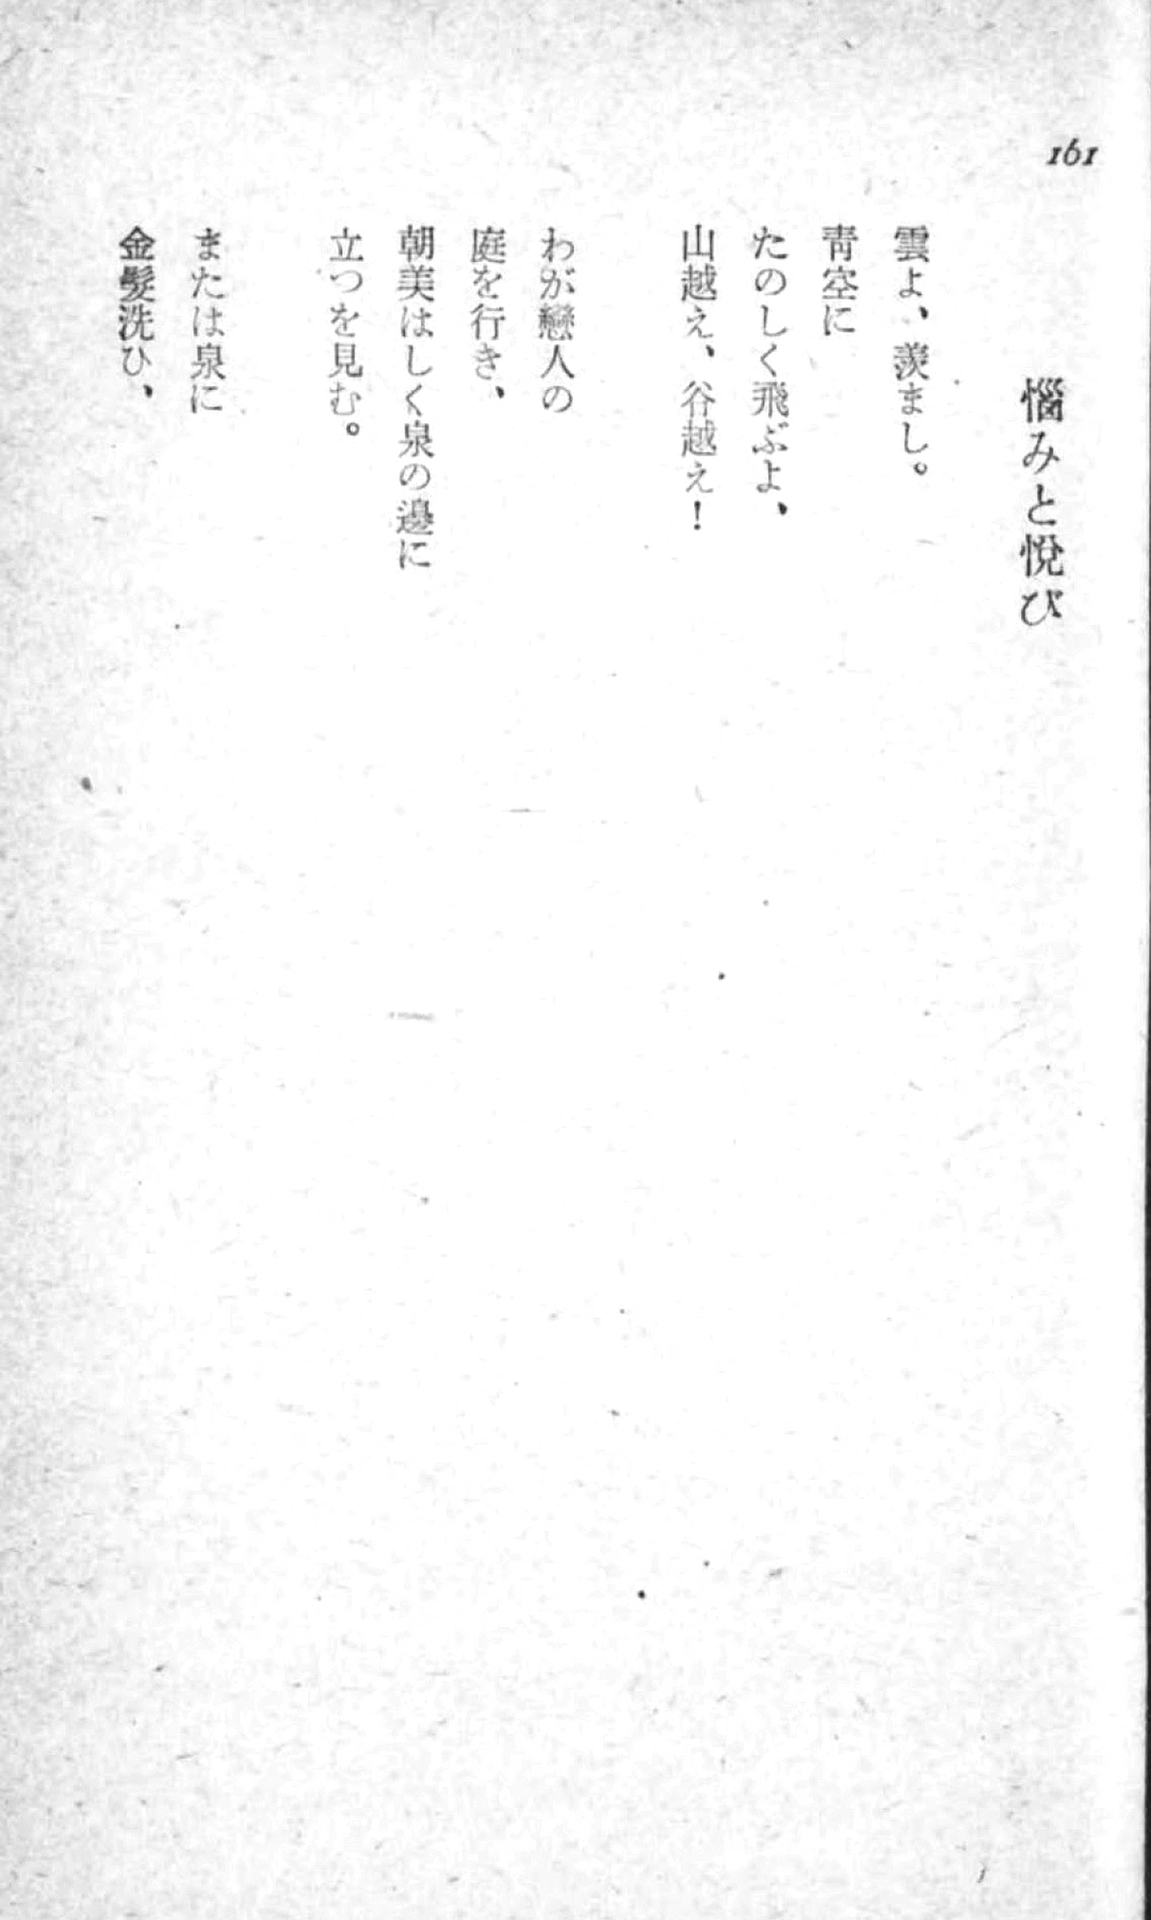 161
惱みと悅び
雲よ、羨まし。
靑空に
たのしく飛ぶよ、
山越え、谷越え！
わが戀人の
庭を行き、
朝美はしく泉の邊に
立つを見む。
または泉に
金髮洗ひ、